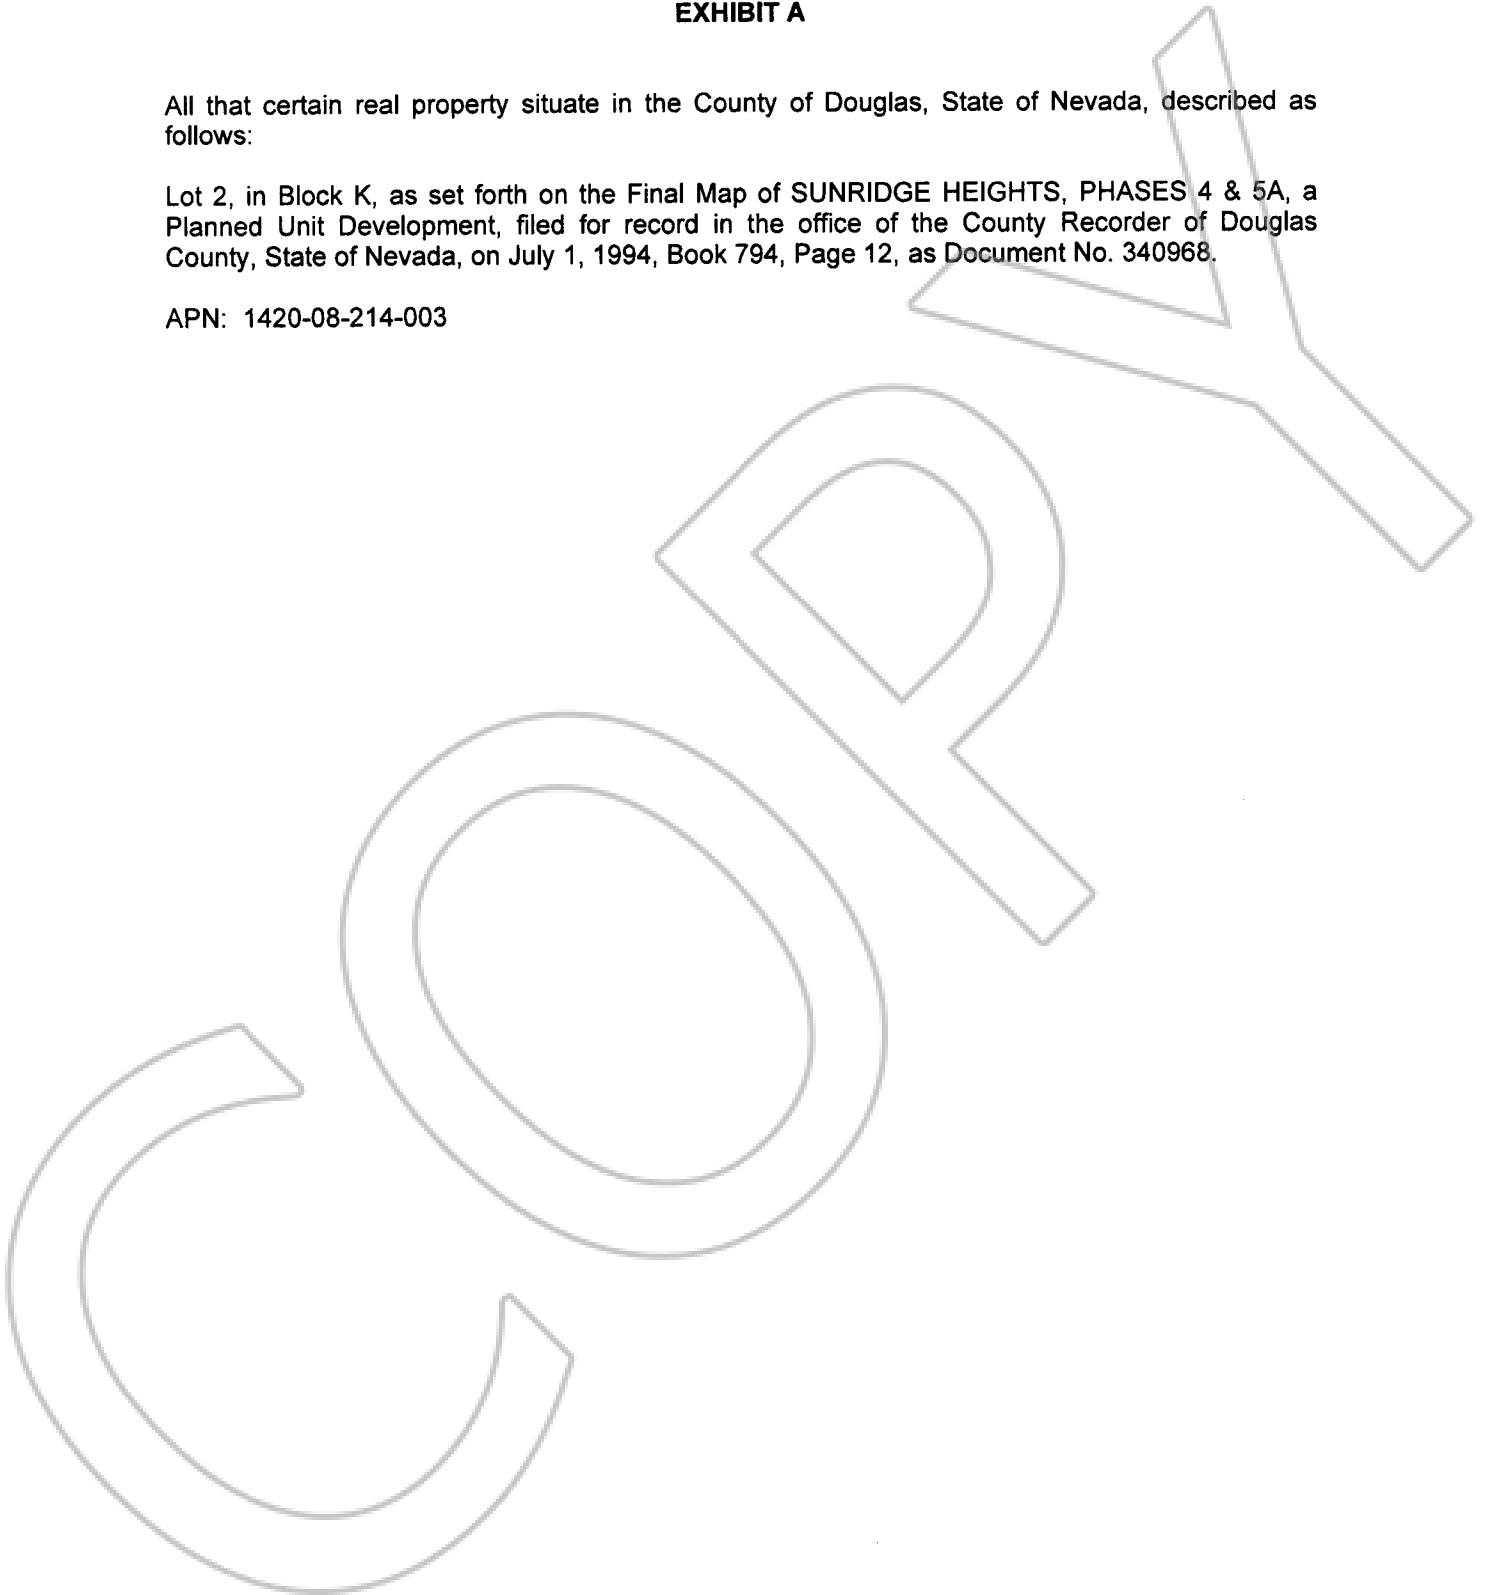 EXHIBIT A
All that certain real property situate in the County of Douglas, State of Nevada, described as
follows:
Lot 2, in Block K, as set forth on the Final Map of SUNRIDGE HEIGHTS, PHASES 4 & 5A, a
Planned Unit Development, filed for record in the office of the County Recorder of Douglas
County, State of Nevada, on July 1, 1994, Book 794, Page 12, as Document No. 340968.
APN: 1420-08-214-003
COPY